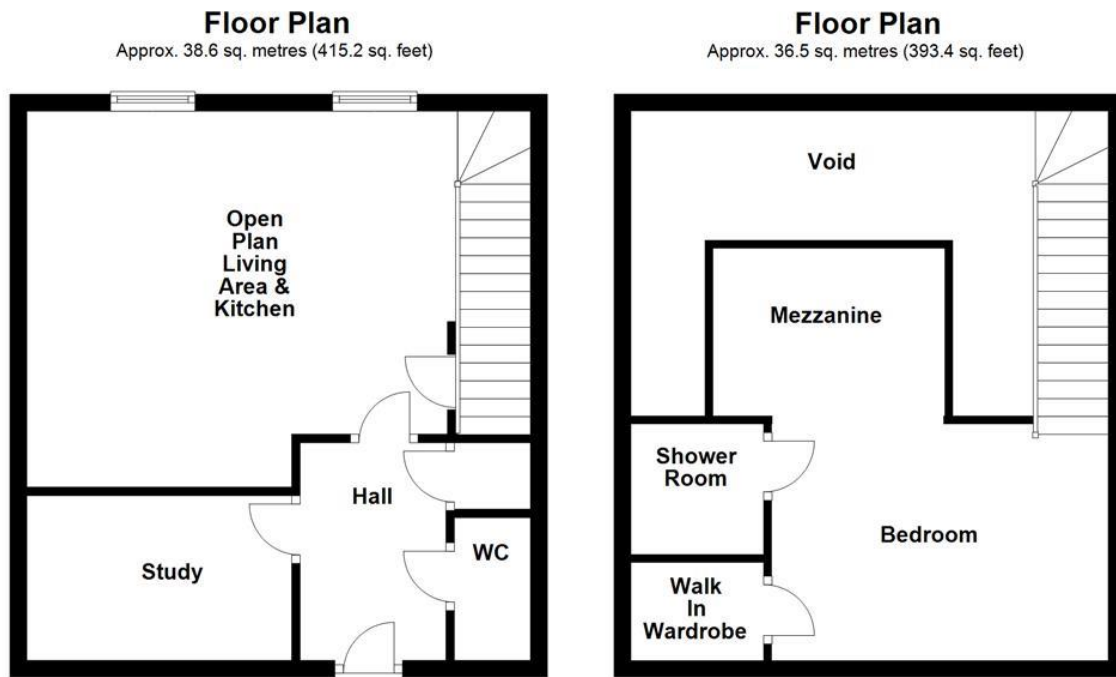 Floor Plan
Approx. 38.6 sq. metres (415.2 sq. feet)
Open
Plan
Living
Area &
Kitchen
Hall
Study
WC
Floor Plan
Approx. 36.5 sq. metres (393.4 sq. feet)
Void
Mezzanine
Shower
Room
Bedroom
Walk
In
Wardrobe